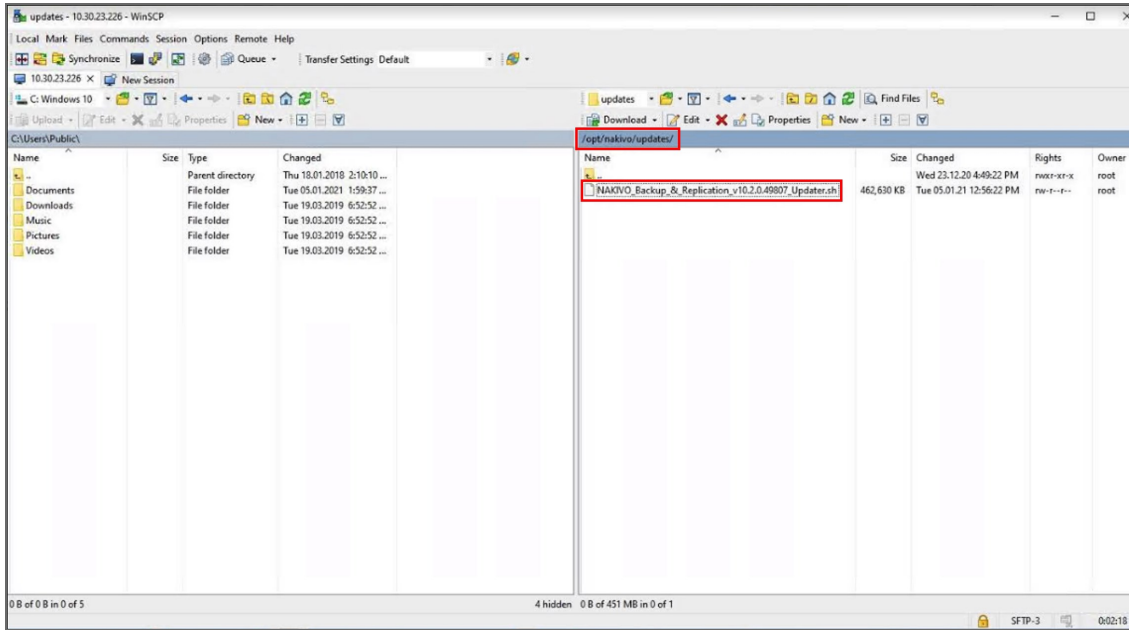 updates - 10.30.23.226 - WinSCP
Local Mark Files Commands Session Options Remote Help
Synchronize Queue Transfer Settings Default
10.30.23.226 × New Session
C: Windows 10
updates Find Files
Upload Edit Properties New
Download Edit Properties New
C:\Users\Public\
/opt/nakivo/updates/
Name Size Type Changed
.. Parent directory Thu 18.01.2018 2:10:10 ...
Documents File folder Tue 05.01.2021 1:59:37 ...
Downloads File folder Tue 19.03.2019 6:52:52 ...
Music File folder Tue 19.03.2019 6:52:52 ...
Pictures File folder Tue 19.03.2019 6:52:52 ...
Videos File folder Tue 19.03.2019 6:52:52 ...
Name Size Changed Rights Owner
.. Wed 23.12.20 4:49:22 PM rwxr-xr-x root
NAKIVO_Backup_&_Replication_v10.2.0.49807_Updater.sh 462,630 KB Tue 05.01.21 12:56:22 PM rw-r--r-- root
0 B of 0 B in 0 of 5 4 hidden
0 B of 451 MB in 0 of 1
SFTP-3 0:02:18